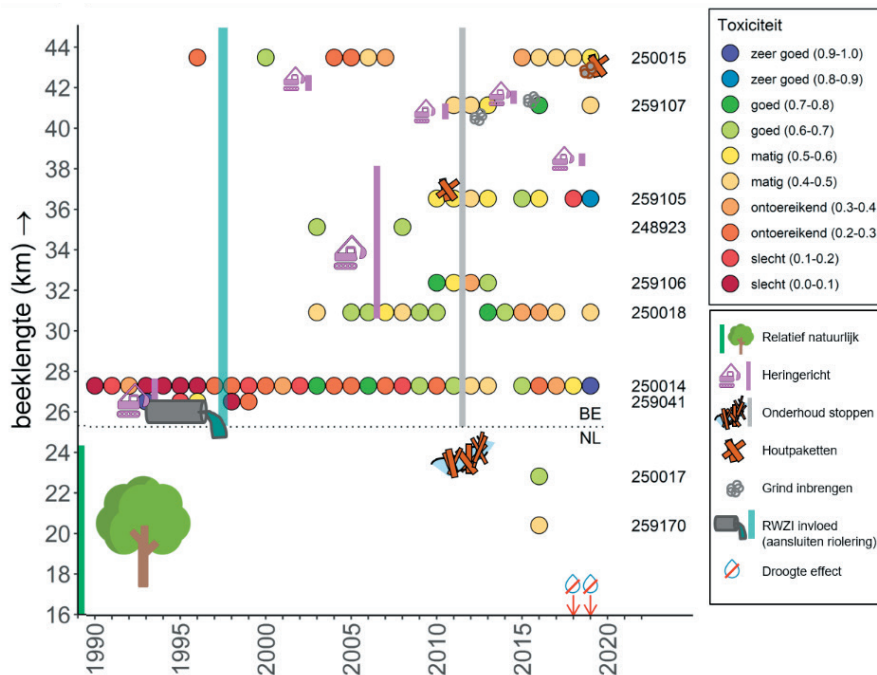 beeklengte (km) →
44
42
40
38
36
34
32
30
28
26
24
22
20
18
16
1990
1995
2000
2005
2010
2015
2020
250015
259107
259105
248923
259106
250018
250014
259041
BE
NL
250017
259170
Toxiciteit
zeer goed (0.9-1.0)
zeer goed (0.8-0.9)
goed (0.7-0.8)
goed (0.6-0.7)
matig (0.5-0.6)
matig (0.4-0.5)
ontoereikend (0.3-0.4
ontoereikend (0.2-0.3
slecht (0.1-0.2)
slecht (0.0-0.1)
Relatief natuurlijk
Heringericht
Onderhoud stoppen
Houtpaketten
Grind inbrengen
RWZI invloed
(aansluiten riolering)
Droogte effect